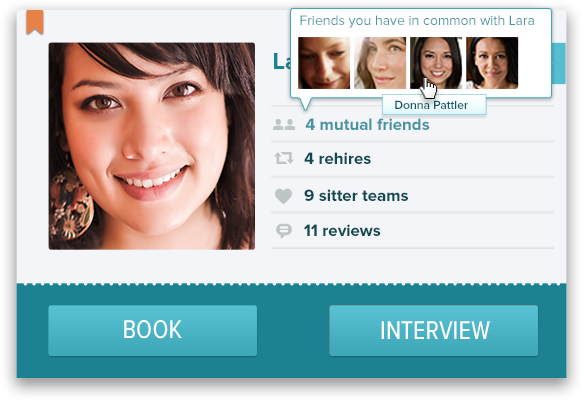 Friends you have in common with Lara
La
Donna Pattler
4 mutual friends
4 rehires
9 sitter teams
11 reviews
BOOK
INTERVIEW